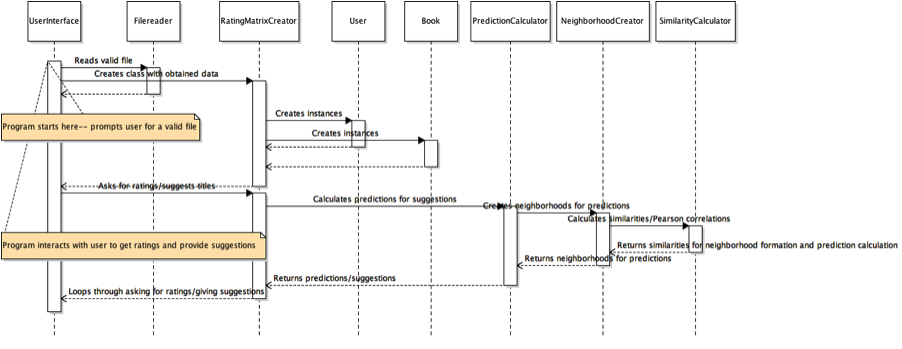 UserInterface
Filereader
RatingMatrixCreator
User
Book
PredictionCalculator
NeighborhoodCreator
SimilarityCalculator
Reads valid file
Creates class with obtained data
Creates instances
Program starts here-- prompts user for a valid file
Creates instances
Asks for ratings/suggests titles
Calculates predictions for suggestions
Creates neighborhoods for predictions
Calculates similarities/Pearson correlations
Program interacts with user to get ratings and provide suggestions
Returns similarities for neighborhood formation and prediction calculation
Returns neighborhoods for predictions
Returns predictions/suggestions
Loops through asking for ratings/giving suggestions